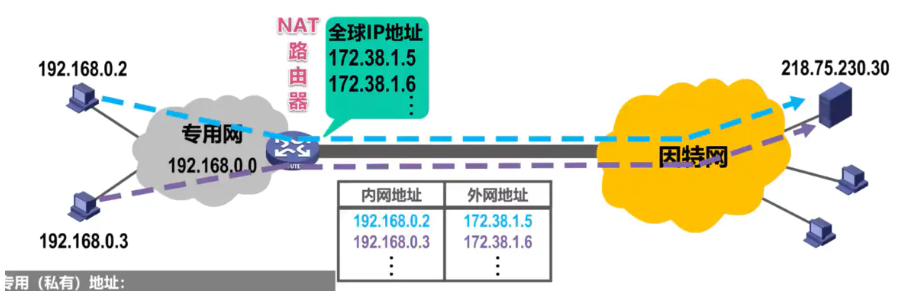 NAT
路
由
器
全球IP地址
172.38.1.5
172.38.1.6
⋮
192.168.0.2
218.75.230.30
专用网
192.168.0.0
因特网
192.168.0.3
内网地址 外网地址
192.168.0.2 172.38.1.5
192.168.0.3 172.38.1.6
⋮ ⋮
专用（私有）地址：